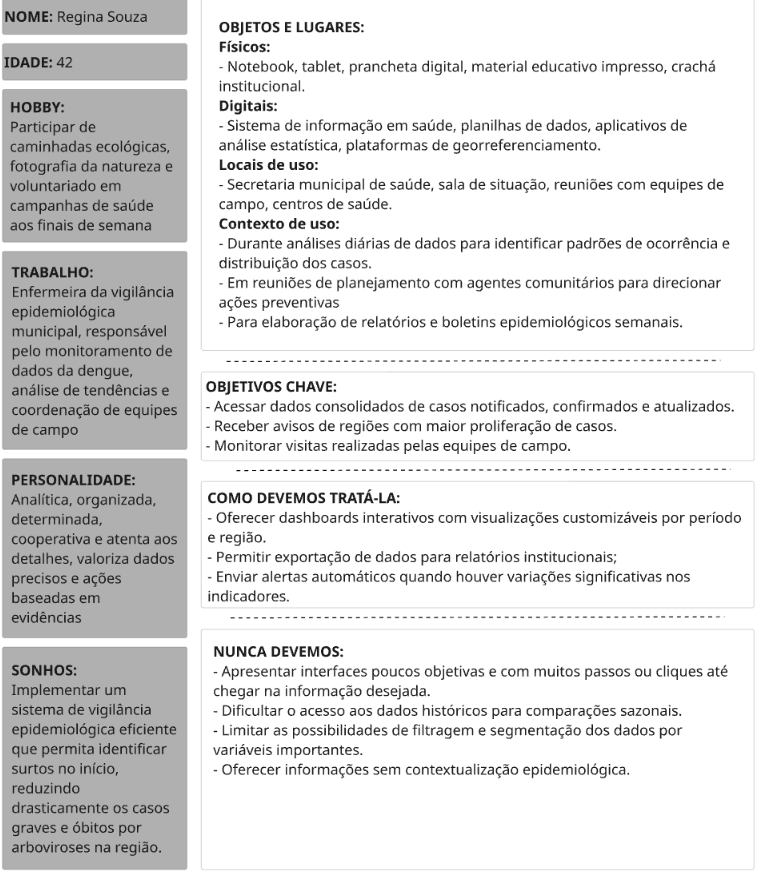 NOME: Regina Souza
IDADE: 42
HOBBY:
Participar de
caminhadas ecológicas,
fotografia da natureza e
voluntariado em
campanhas de saúde
aos finais de semana
TRABALHO:
Enfermeira da vigilância
epidemiológica
municipal, responsável
pelo monitoramento de
dados da dengue,
análise de tendências e
coordenação de equipes
de campo
PERSONALIDADE:
Analítica, organizada,
determinada,
cooperativa e atenta aos
detalhes, valoriza dados
precisos e ações
baseadas em
evidências
SONHOS:
Implementar um
sistema de vigilância
epidemiológica eficiente
que permita identificar
surtos no início,
reduzindo
drasticamente os casos
graves e óbitos por
arboviroses na região.
OBJETOS E LUGARES:
Físicos:
- Notebook, tablet, prancheta digital, material educativo impresso, crachá
institucional.
Digitais:
- Sistema de informação em saúde, planilhas de dados, aplicativos de
análise estatística, plataformas de georreferenciamento.
Locais de uso:
- Secretaria municipal de saúde, sala de situação, reuniões com equipes de
campo, centros de saúde.
Contexto de uso:
- Durante análises diárias de dados para identificar padrões de ocorrência e
distribuição dos casos.
- Em reuniões de planejamento com agentes comunitários para direcionar
ações preventivas
- Para elaboração de relatórios e boletins epidemiológicos semanais.
OBJETIVOS CHAVE:
- Acessar dados consolidados de casos notificados, confirmados e atualizados.
- Receber avisos de regiões com maior proliferação de casos.
- Monitorar visitas realizadas pelas equipes de campo.
COMO DEVEMOS TRATÁ-LA:
- Oferecer dashboards interativos com visualizações customizáveis por período
e região.
- Permitir exportação de dados para relatórios institucionais;
- Enviar alertas automáticos quando houver variações significativas nos
indicadores.
NUNCA DEVEMOS:
- Apresentar interfaces poucos objetivas e com muitos passos ou cliques até
chegar na informação desejada.
- Dificultar o acesso aos dados históricos para comparações sazonais.
- Limitar as possibilidades de filtragem e segmentação dos dados por
variáveis importantes.
- Oferecer informações sem contextualização epidemiológica.